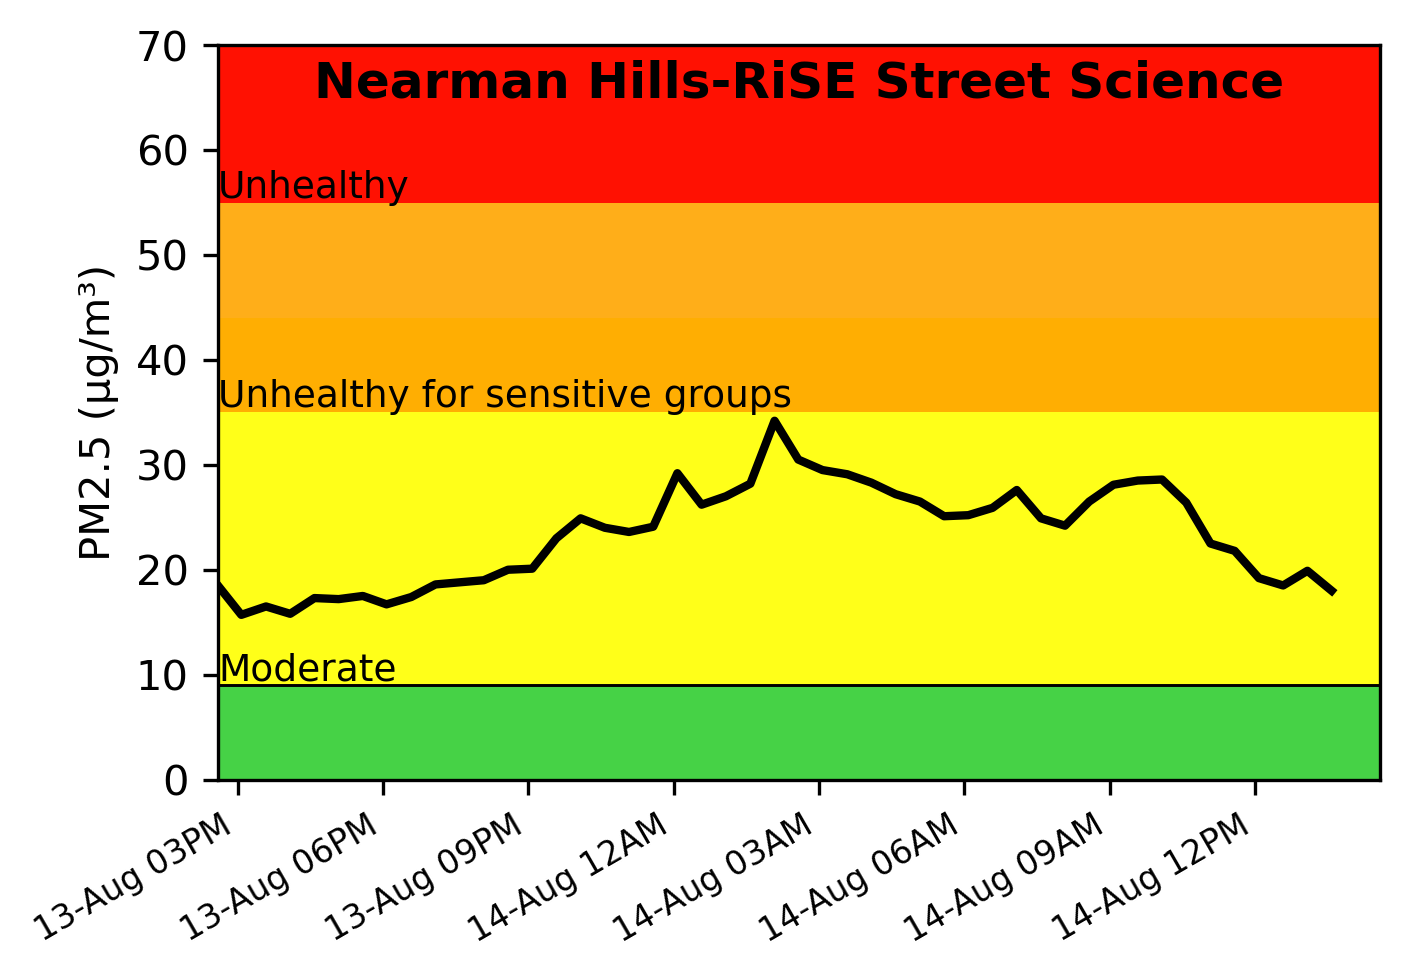 Nearman Hills-RiSE Street Science
70
60
50
40
30
20
10
0
PM2.5 (µg/m³)
Unhealthy
Unhealthy for sensitive groups
Moderate
13-Aug 03PM
13-Aug 06PM
13-Aug 09PM
14-Aug 12AM
14-Aug 03AM
14-Aug 06AM
14-Aug 09AM
14-Aug 12PM